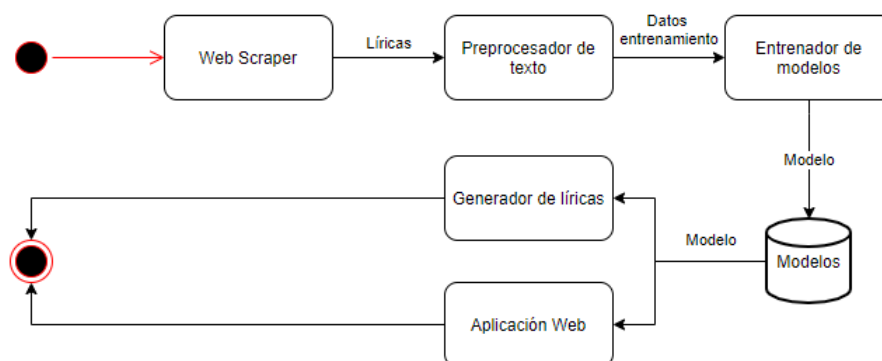 Web Scraper
Líricas
Preprocesador de
texto
Datos
entrenamiento
Entrenador de
modelos
Modelo
Modelos
Modelo
Generador de líricas
Aplicación Web